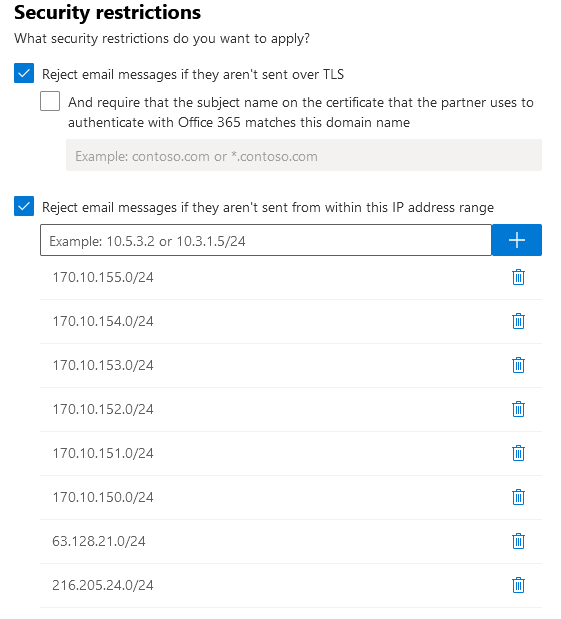 Security restrictions
What security restrictions do you want to apply?
Reject email messages if they aren't sent over TLS
And require that the subject name on the certificate that the partner uses to
authenticate with Office 365 matches this domain name
Example: contoso.com or *.contoso.com
Reject email messages if they aren't sent from within this IP address range
Example: 10.5.3.2 or 10.3.1.5/24
170.10.155.0/24
170.10.154.0/24
170.10.153.0/24
170.10.152.0/24
170.10.151.0/24
170.10.150.0/24
63.128.21.0/24
216.205.24.0/24